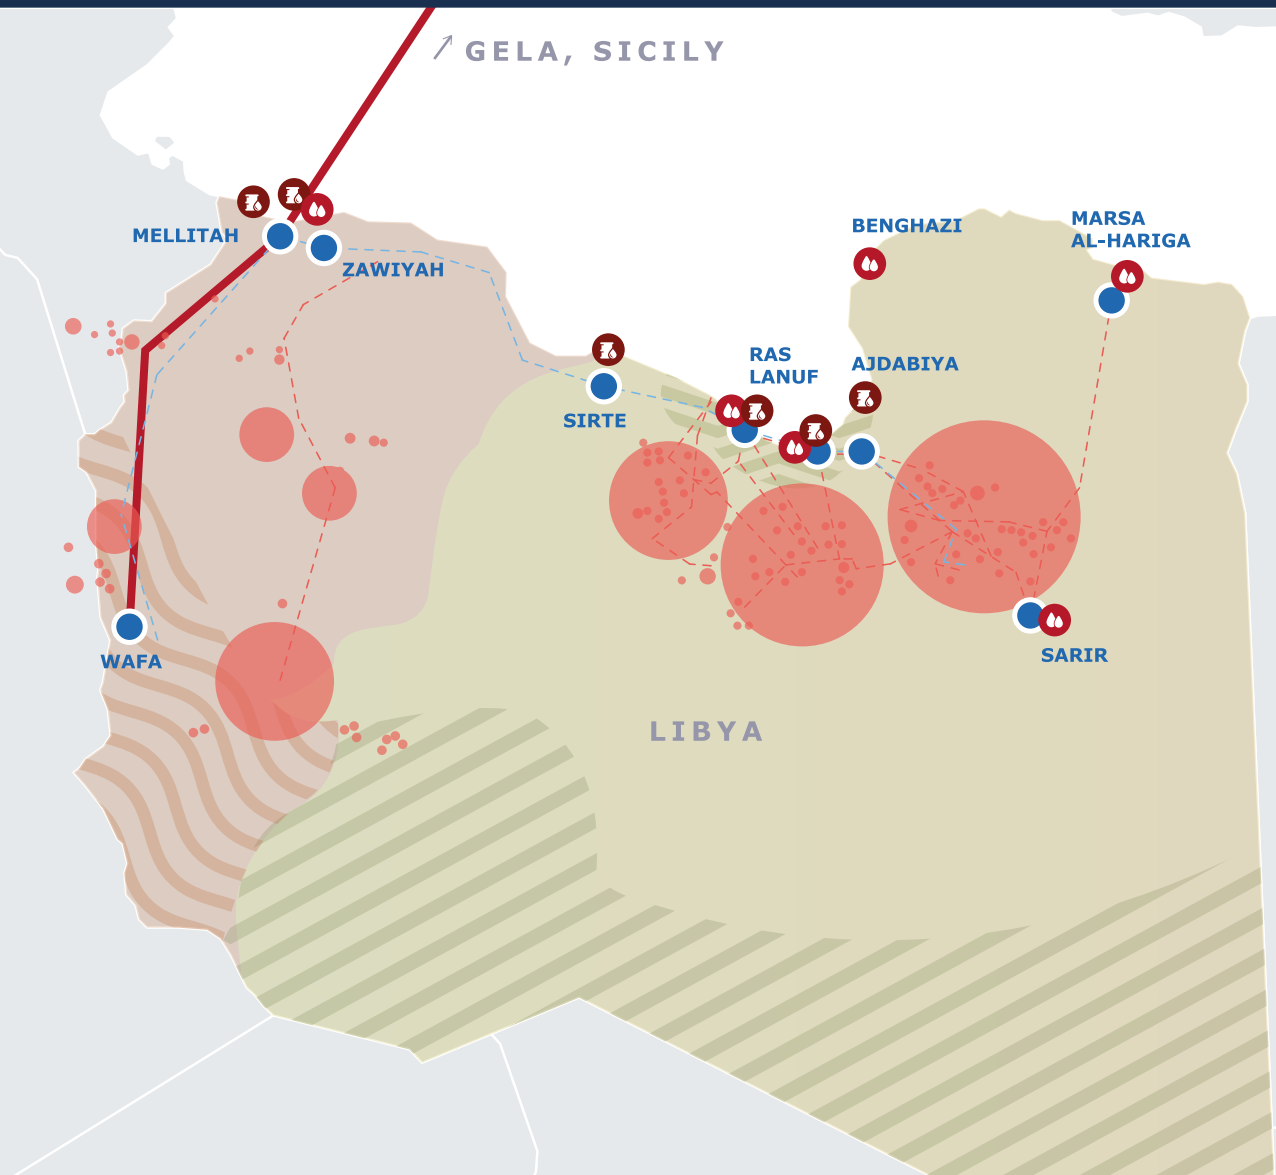 GELA, SICILY
MELLITAH
ZAWIYAH
BENGHAZI
MARSA
AL-HARIGA
RAS
LANUF
AJDABIYA
SIRTE
WAFA
SARIR
LIBYA